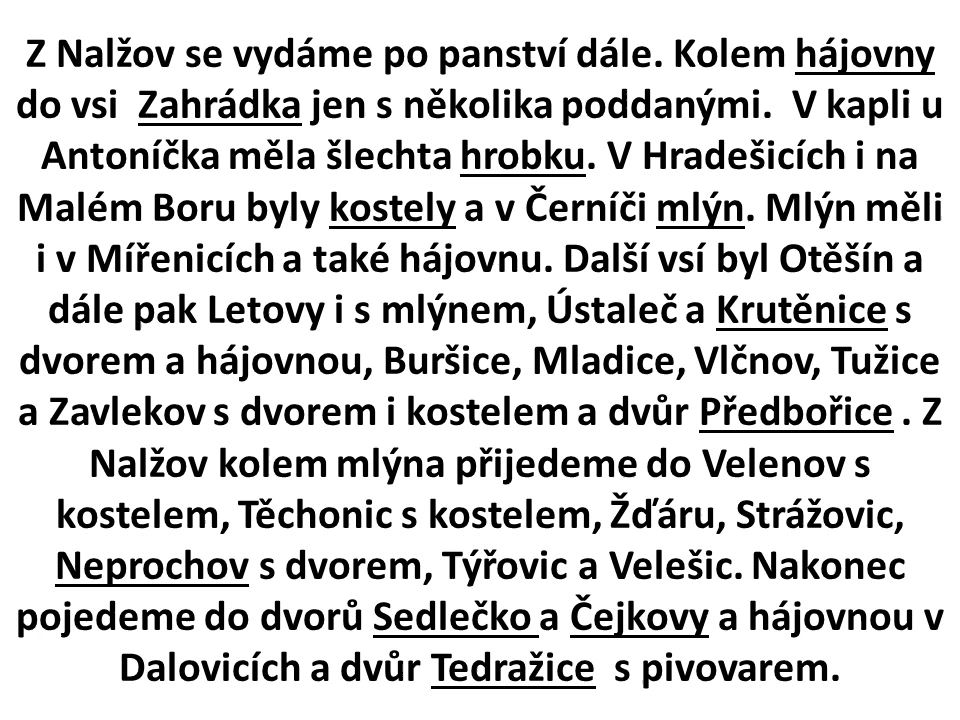 Z Nalžov se vydáme po panství dále. Kolem hájovny
do vsi Zahrádka jen s několika poddanými. V kapli u
Antoníčka měla šlechta hrobku. V Hradešicích i na
Malém Boru byly kostely a v Černíči mlýn. Mlýn měli
i v Mířenicích a také hájovnu. Další vsí byl Otěšín a
dále pak Letovy i s mlýnem, Ústaleč a Krutěnice s
dvorem a hájovnou, Buršice, Mladice, Vlčnov, Tužice
a Zavlekov s dvorem i kostelem a dvůr Předbořice . Z
Nalžov kolem mlýna přijedeme do Velenov s
kostelem, Těchonic s kostelem, Žďáru, Strážovic,
Neprochov s dvorem, Týřovic a Velešic. Nakonec
pojedeme do dvorů Sedlečko a Čejkovy a hájovnou v
Dalovicích a dvůr Tedražice s pivovarem.